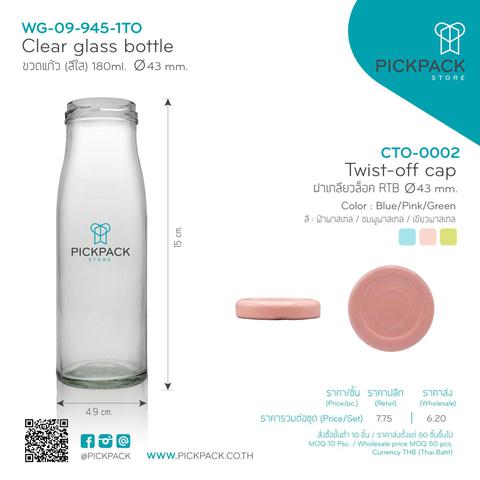 WG-09-945-1TO
Clear glass bottle
ขวดแก้ว (สีใส) 180ml. Ø43 mm.
PICKPACK
STORE
CTO-0002
Twist-off cap
ฝาเกลียวล็อค RTB Ø43 mm.
Color : Blue/Pink/Green
สี : ฟ้าพาสเทล / ชมพูพาสเทล / เขียวพาสเทล
15 cm.
PICKPACK
STORE
4.9 cm.
ราคา/ชิ้น ราคาปลีก ราคาส่ง
(Price/pc.) (Retail) (Wholesale)
ราคารวมต่อชุด (Price/Set) 7.75 6.20
สั่งซื้อขั้นต่ำ 10 ชิ้น / ราคาส่งตั้งแต่ 50 ชิ้นขึ้นไป
MOQ 10 Psc. / Wholesale price MOQ 50 pcs.
Currency THB (Thai Baht)
@PICKPACK
WWW.PICKPACK.CO.TH